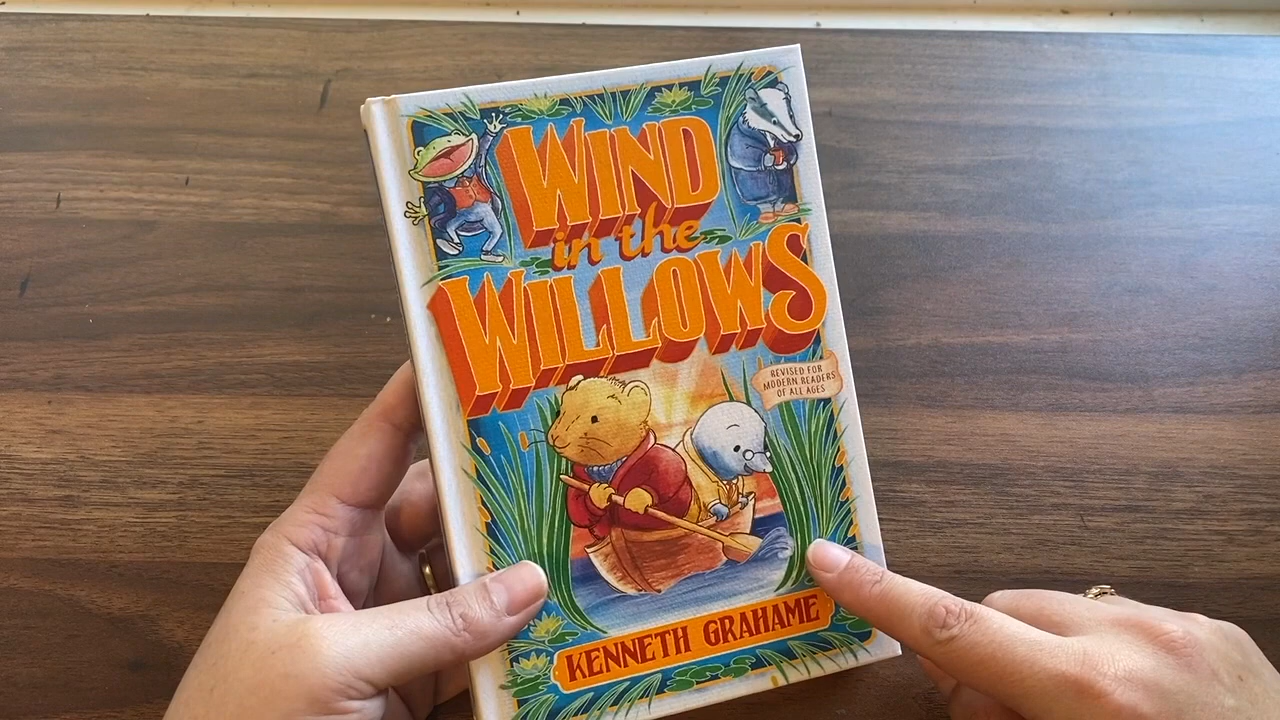 WIND
in the
WILLOWS
REVISED FOR
MODERN READERS
OF ALL AGES
KENNETH GRAHAME